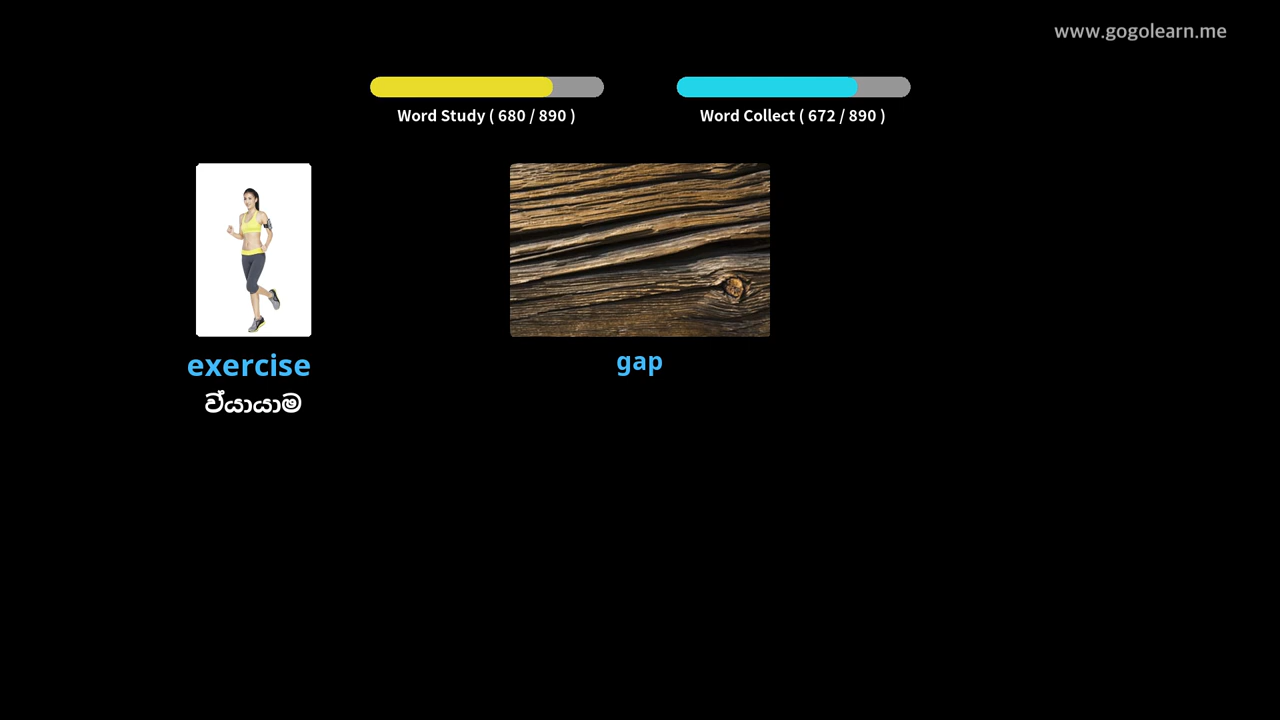 www.gogolearn.me
Word Study ( 680 / 890 )
Word Collect ( 672 / 890 )
exercise
ව්යායාම
gap